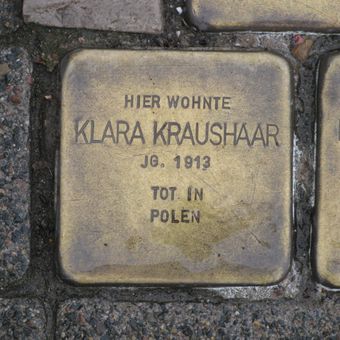 HIER WOHNTE
KLARA KRAUSHAAR
JG. 1913
TOT IN
POLEN